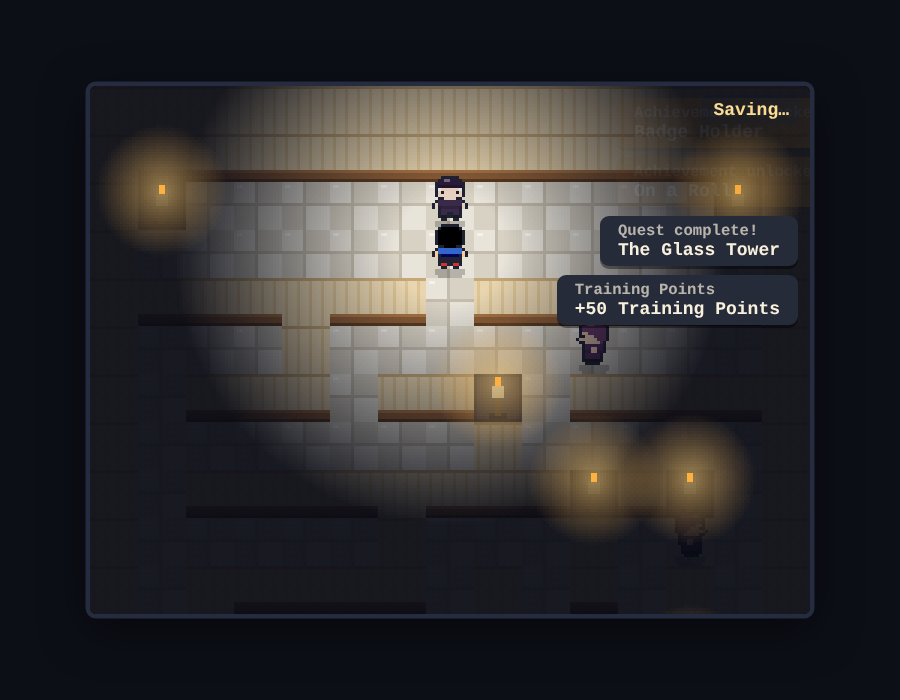 Saving…
Badge Holder
On a Roll
Quest complete!
The Glass Tower
Training Points
+50 Training Points